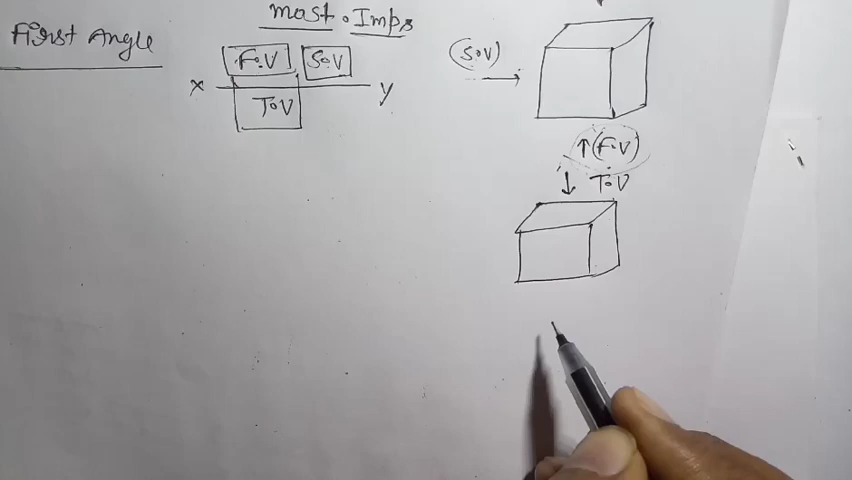 most. Imps
First Angle
F.V S.V
X Y
T.V
(S.V) →
↑(F.V)
↓ T.V